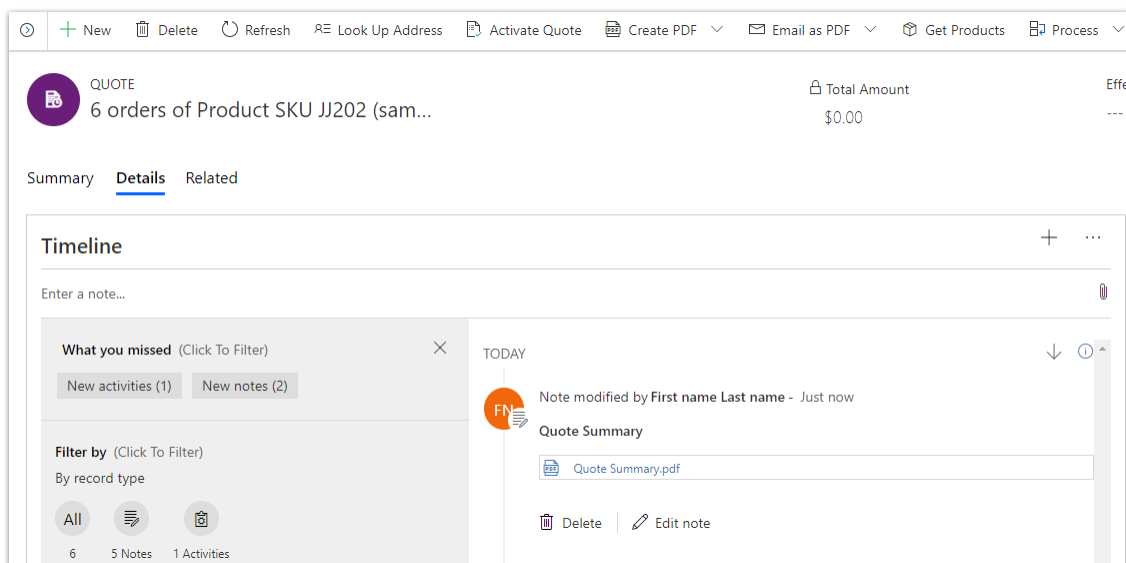 New Delete Refresh Look Up Address Activate Quote Create PDF Email as PDF Get Products Process
QUOTE
6 orders of Product SKU JJ202 (sam...
Total Amount
$0.00
Effe
---
Summary Details Related
Timeline
Enter a note...
What you missed (Click To Filter)
New activities (1) New notes (2)
Filter by (Click To Filter)
By record type
All
6 5 Notes 1 Activities
TODAY
FN
Note modified by First name Last name - Just now
Quote Summary
PDF Quote Summary.pdf
Delete Edit note